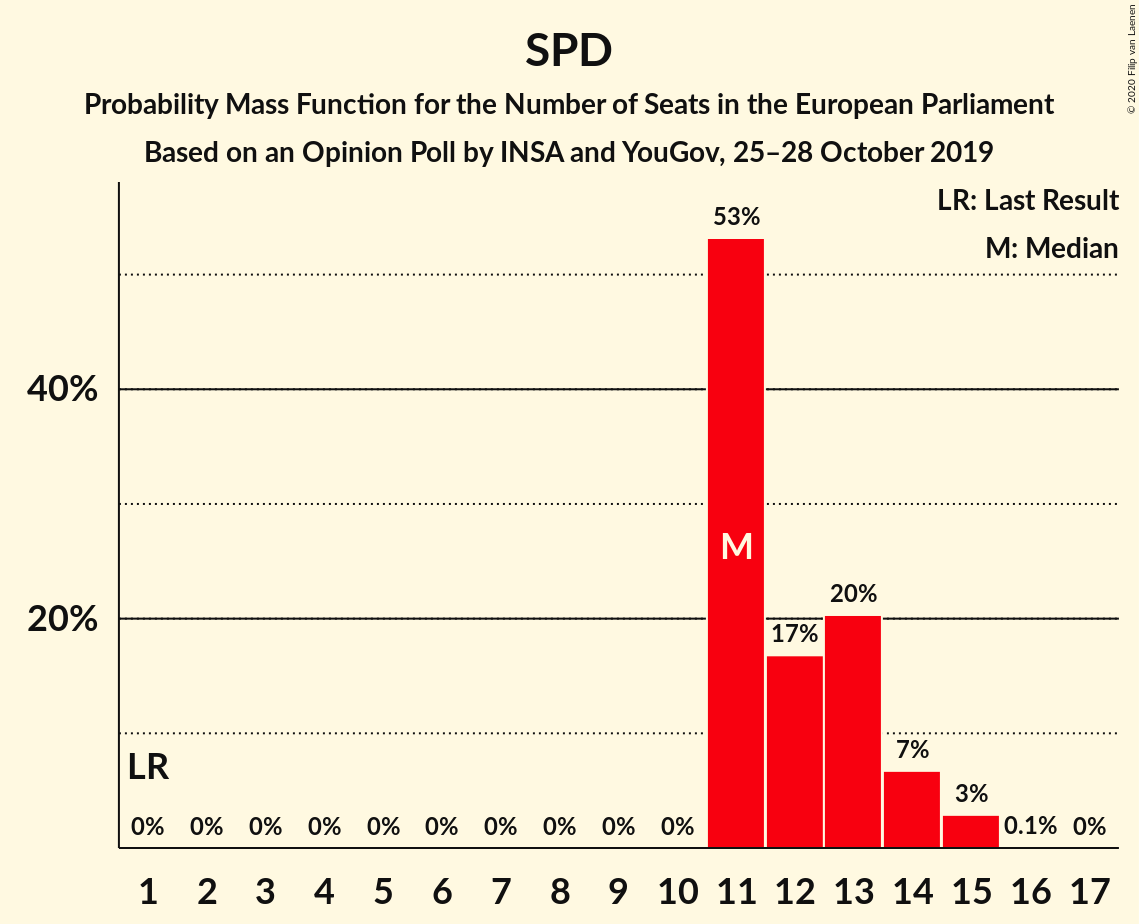 SPD
Probability Mass Function for the Number of Seats in the European Parliament
Based on an Opinion Poll by INSA and YouGov, 25–28 October 2019
© 2020 Filip van Laenen
LR: Last Result
M: Median
53%
40%
M
20%
20%
17%
7%
LR
3%
0% 0% 0% 0% 0% 0% 0% 0% 0% 0% 0.1% 0%
1 2 3 4 5 6 7 8 9 10 11 12 13 14 15 16 17